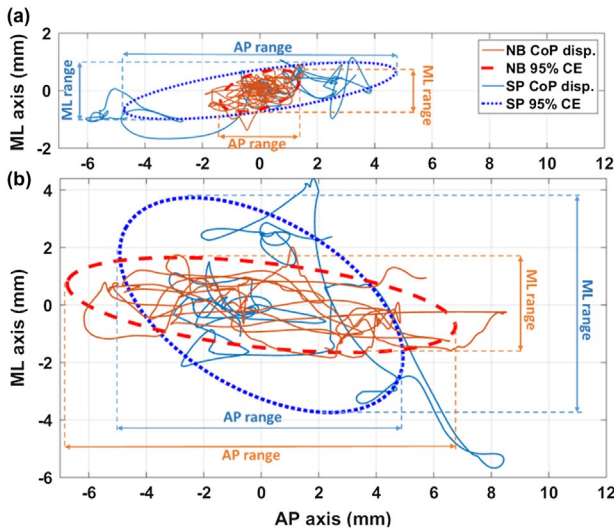 (a)
ML axis (mm)
2
0
-2
AP range
ML range
ML range
AP range
NB CoP disp.
NB 95% CE
SP CoP disp.
SP 95% CE
-6 -4 -2 0 2 4 6 8 10 12
(b)
ML axis (mm)
4
2
0
-2
-4
-6
ML range
ML range
AP range
AP range
-6 -4 -2 0 2 4 6 8 10 12
AP axis (mm)